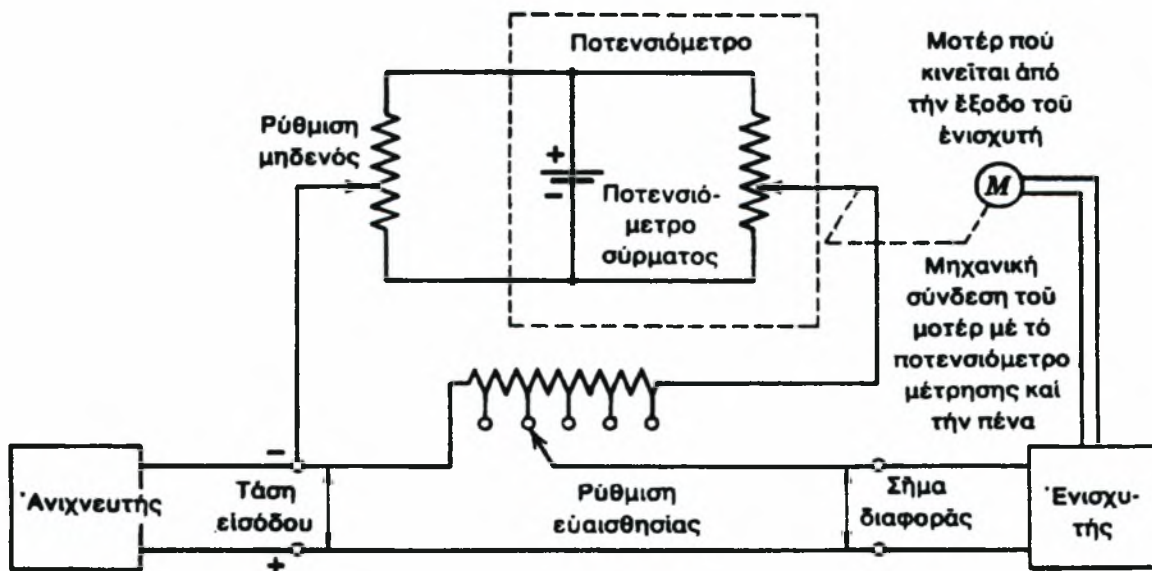 Ποτενσιόμετρο
Μοτέρ πού
κινεῖται ἀπό
τήν ἔξοδο τοῦ
ἐνισχυτή
Ρύθμιση
μηδενός
+
−
Ποτενσιό-
μετρο
σύρματος
M
Μηχανική
σύνδεση τοῦ
μοτέρ μέ τό
ποτενσιόμετρο
μέτρησης καί
τήν πένα
Ἀνιχνευτής
−
Τάση
εἰσόδου
+
Ρύθμιση
εὐαισθησίας
Σῆμα
διαφορᾶς
Ἐνισχυ-
τής